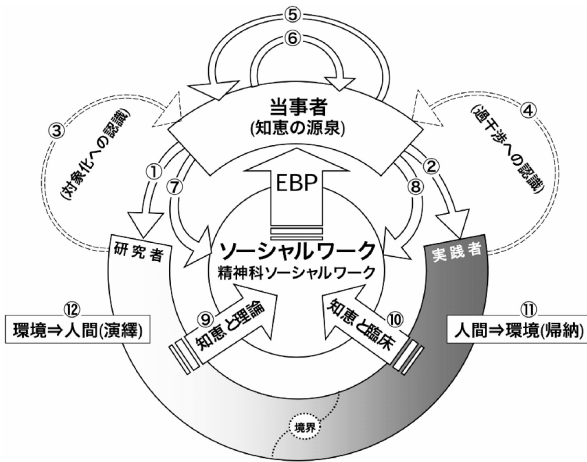 ⑤
⑥
当事者
(知恵の源泉)
③
(対象化への認識)
④
(過干渉への認識)
①
⑦
EBP
②
⑧
研究者
ソーシャルワーク
精神科ソーシャルワーク
実践者
⑫
環境⇒人間(演繹)
⑨
知恵と理論
⑩
知恵と臨床
⑪
人間⇒環境(帰納)
境界